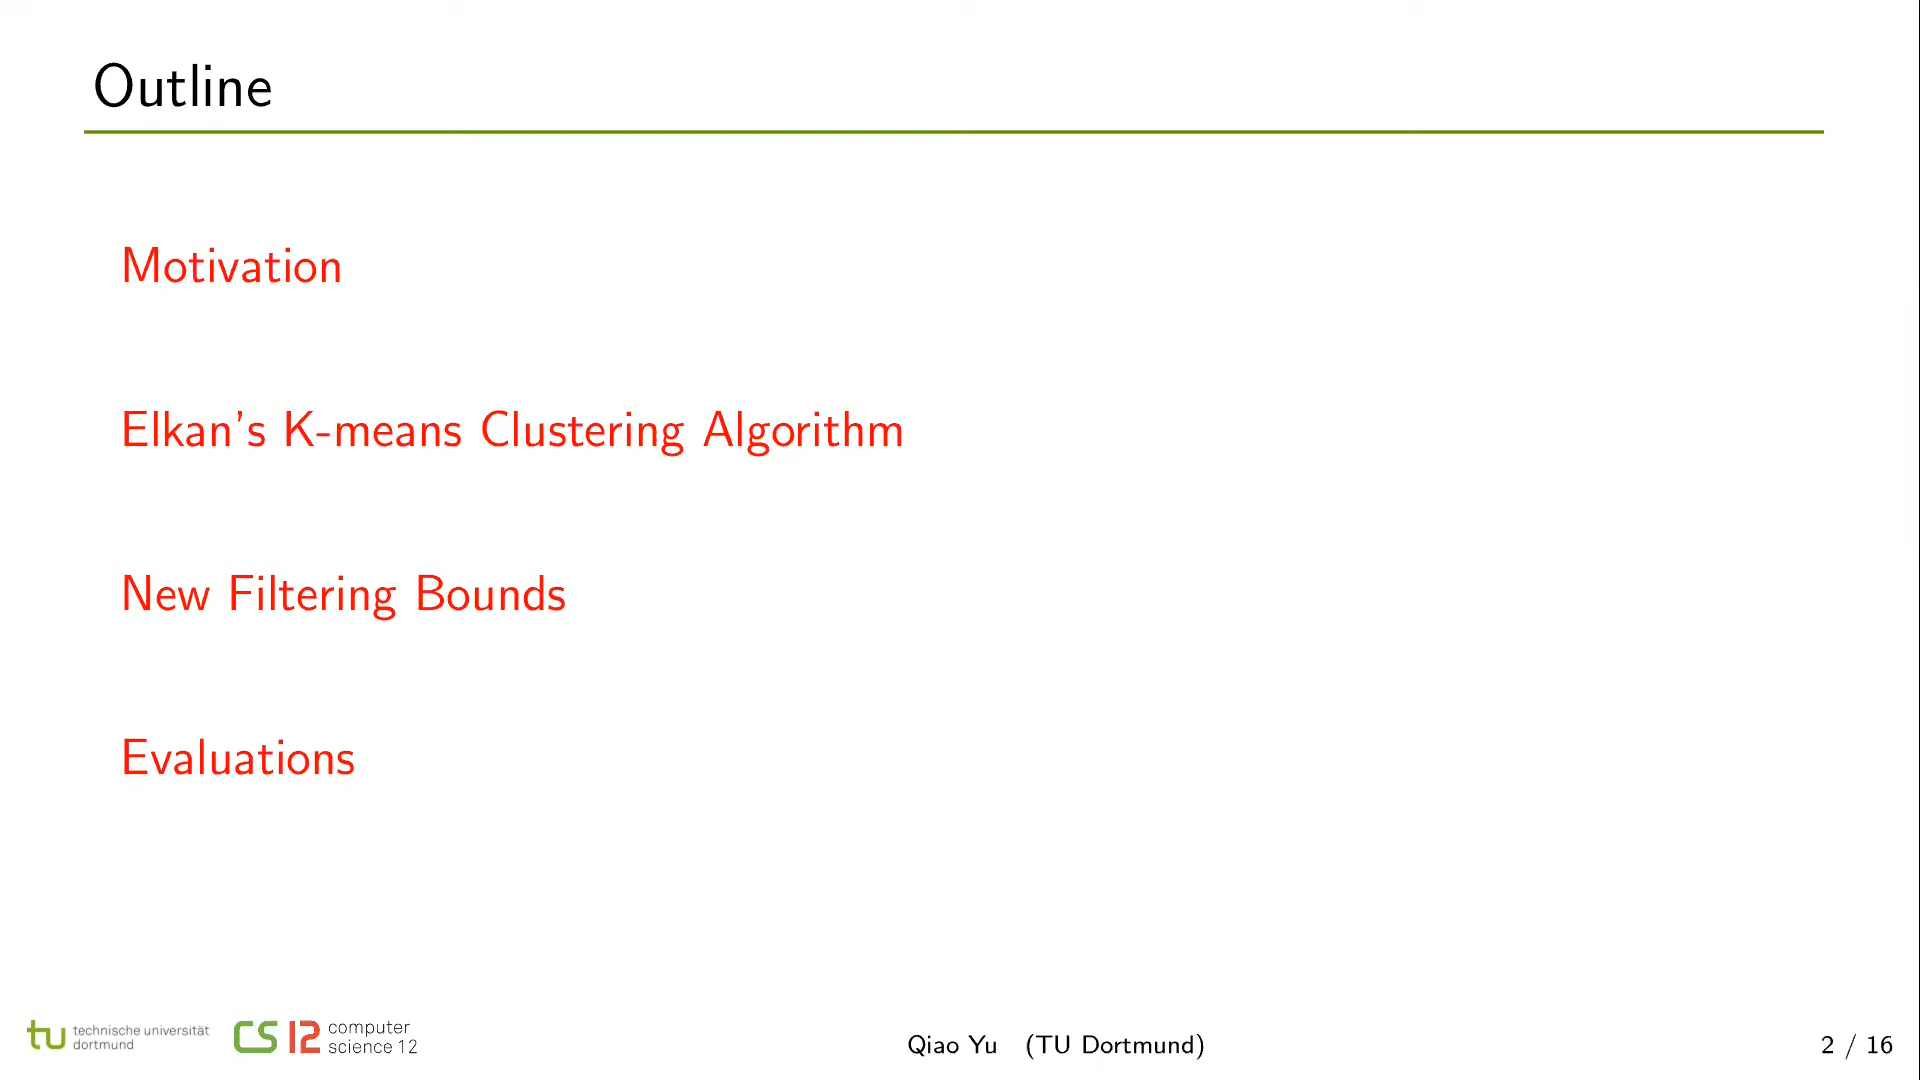 Outline
Motivation
Elkan's K-means Clustering Algorithm
New Filtering Bounds
Evaluations
tu technische universität
dortmund
CS 12 computer
science 12
Qiao Yu (TU Dortmund)
2 / 16